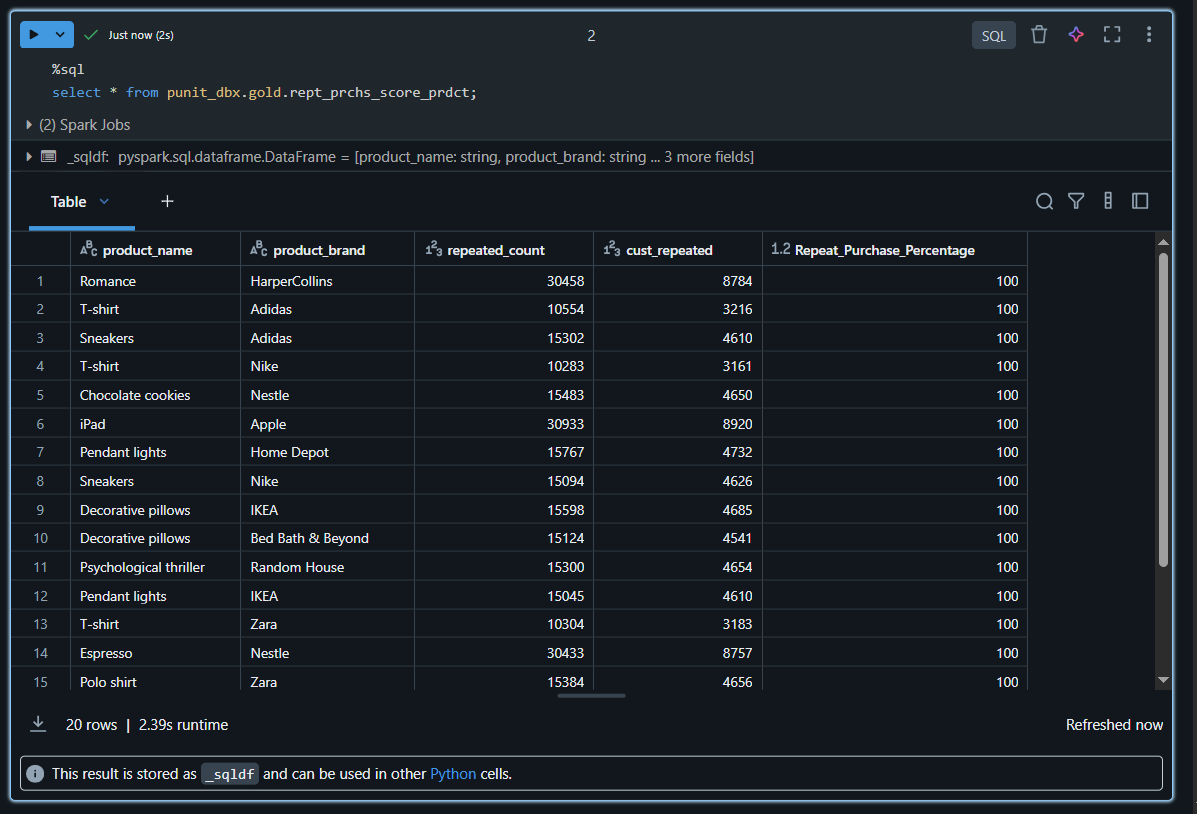 Just now (2s)
2
SQL
%sql
select * from punit_dbx.gold.rept_prchs_score_prdct;
(2) Spark Jobs
_sqldf: pyspark.sql.dataframe.DataFrame = [product_name: string, product_brand: string ... 3 more fields]
Table
+
ABC product_name ABC product_brand 123 repeated_count 123 cust_repeated 1.2 Repeat_Purchase_Percentage
1 Romance HarperCollins 30458 8784 100
2 T-shirt Adidas 10554 3216 100
3 Sneakers Adidas 15302 4610 100
4 T-shirt Nike 10283 3161 100
5 Chocolate cookies Nestle 15483 4650 100
6 iPad Apple 30933 8920 100
7 Pendant lights Home Depot 15767 4732 100
8 Sneakers Nike 15094 4626 100
9 Decorative pillows IKEA 15598 4685 100
10 Decorative pillows Bed Bath & Beyond 15124 4541 100
11 Psychological thriller Random House 15300 4654 100
12 Pendant lights IKEA 15045 4610 100
13 T-shirt Zara 10304 3183 100
14 Espresso Nestle 30433 8757 100
15 Polo shirt Zara 15384 4656 100
20 rows | 2.39s runtime
Refreshed now
This result is stored as _sqldf and can be used in other Python cells.